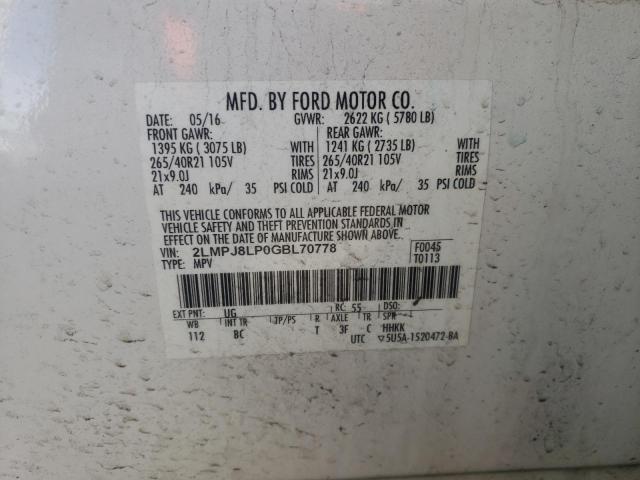 MFD. BY FORD MOTOR CO.
DATE: 05/16 GVWR: 2622 KG ( 5780 LB)
FRONT GAWR: REAR GAWR:
1395 KG ( 3075 LB) WITH 1241 KG ( 2735 LB) WITH
265/40R21 105V TIRES 265/40R21 105V TIRES
21x9.0J RIMS 21x9.0J RIMS
AT 240 kPa/ 35 PSI COLD AT 240 kPa/ 35 PSI COLD
THIS VEHICLE CONFORMS TO ALL APPLICABLE FEDERAL MOTOR
VEHICLE SAFETY AND THEFT PREVENTION STANDARDS IN
EFFECT ON THE DATE OF MANUFACTURE SHOWN ABOVE.
VIN: 2LMPJ8LP0GBL70778 F0045
TYPE: MPV T0113
EXT PNT: UG RC: 55 DSO:
WB INT TR TP/PS R AXLE TR SPR
112 BC T 3F C HHKK
UTC ▽5U5A-1520472-BA